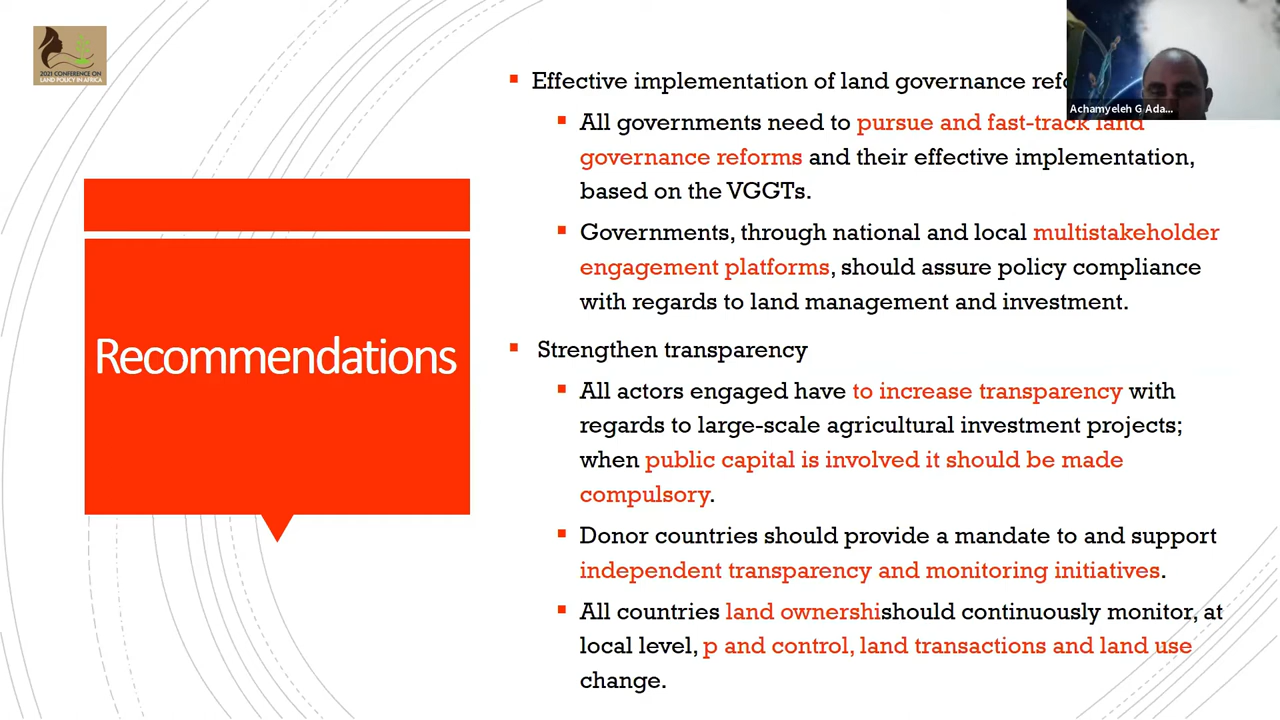 2021 CONFERENCE ON
LAND POLICY IN AFRICA
Achamyeleh G Ada...
Recommendations
Effective implementation of land governance
All governments need to pursue and fast-track land
governance reforms and their effective implementation,
based on the VGGTs.
Governments, through national and local multistakeholder
engagement platforms, should assure policy compliance
with regards to land management and investment.
Strengthen transparency
All actors engaged have to increase transparency with
regards to large-scale agricultural investment projects;
when public capital is involved it should be made
compulsory.
Donor countries should provide a mandate to and support
independent transparency and monitoring initiatives.
All countries land ownershishould continuously monitor, at
local level, p and control, land transactions and land use
change.